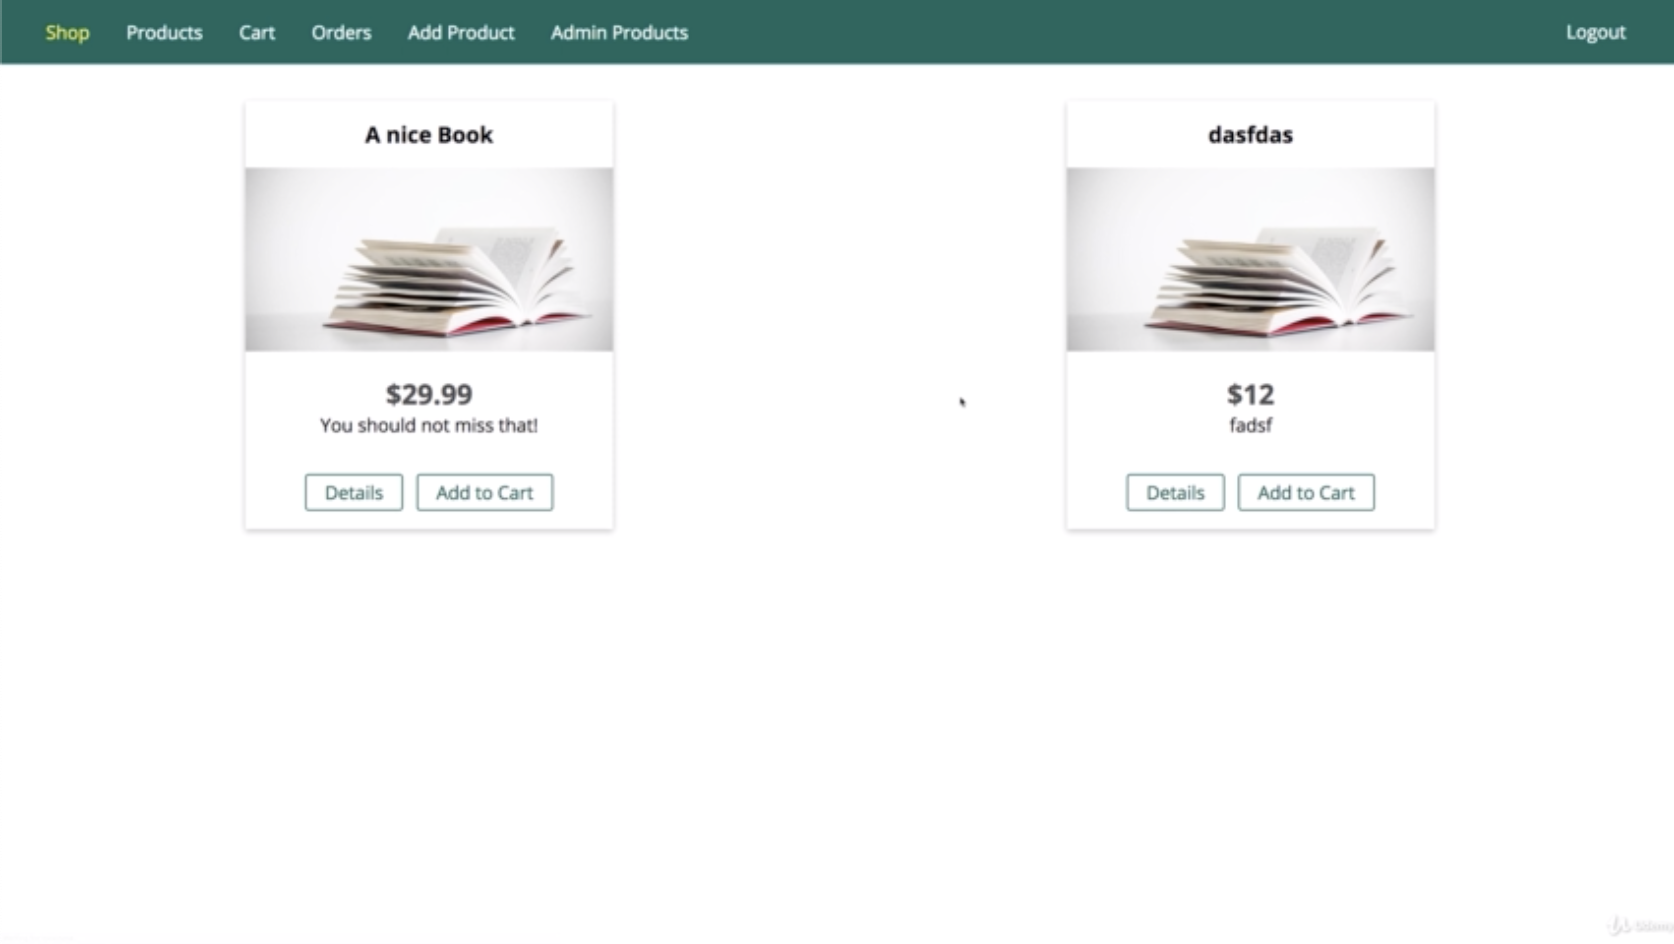 Shop Products Cart Orders Add Product Admin Products Logout
A nice Book
$29.99
You should not miss that!
Details Add to Cart
dasfdas
$12
fadsf
Details Add to Cart
Udemy